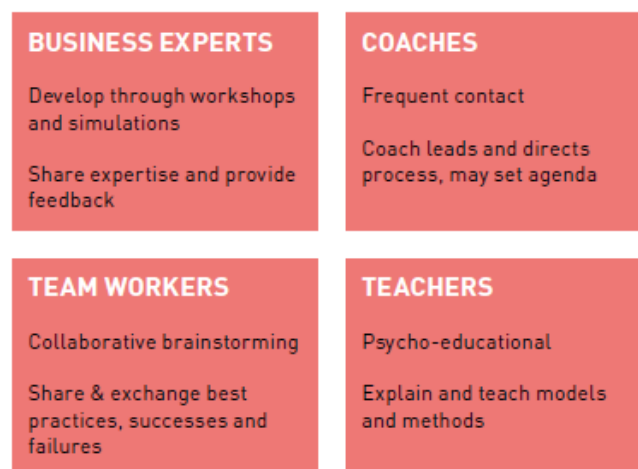 BUSINESS EXPERTS
Develop through workshops
and simulations
Share expertise and provide
feedback
COACHES
Frequent contact
Coach leads and directs
process, may set agenda
TEAM WORKERS
Collaborative brainstorming
Share & exchange best
practices, successes and
failures
TEACHERS
Psycho-educational
Explain and teach models
and methods